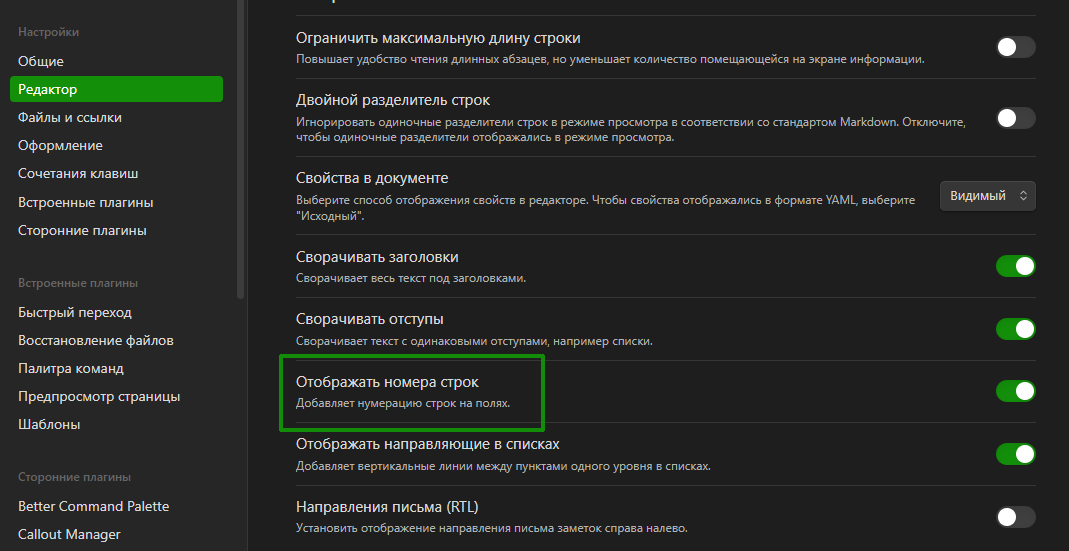 Настройки
Общие
Редактор
Файлы и ссылки
Оформление
Сочетания клавиш
Встроенные плагины
Сторонние плагины
Встроенные плагины
Быстрый переход
Восстановление файлов
Палитра команд
Предпросмотр страницы
Шаблоны
Сторонние плагины
Better Command Palette
Callout Manager
Ограничить максимальную длину строки
Повышает удобство чтения длинных абзацев, но уменьшает количество помещающейся на экране информации.
Двойной разделитель строк
Игнорировать одиночные разделители строк в режиме просмотра в соответствии со стандартом Markdown. Отключите,
чтобы одиночные разделители отображались в режиме просмотра.
Свойства в документе
Выберите способ отображения свойств в редакторе. Чтобы свойства отображались в формате YAML, выберите
"Исходный".
Видимый
Сворачивать заголовки
Сворачивает весь текст под заголовками.
Сворачивать отступы
Сворачивает текст с одинаковыми отступами, например списки.
Отображать номера строк
Добавляет нумерацию строк на полях.
Отображать направляющие в списках
Добавляет вертикальные линии между пунктами одного уровня в списках.
Направления письма (RTL)
Установить отображение направления письма заметок справа налево.